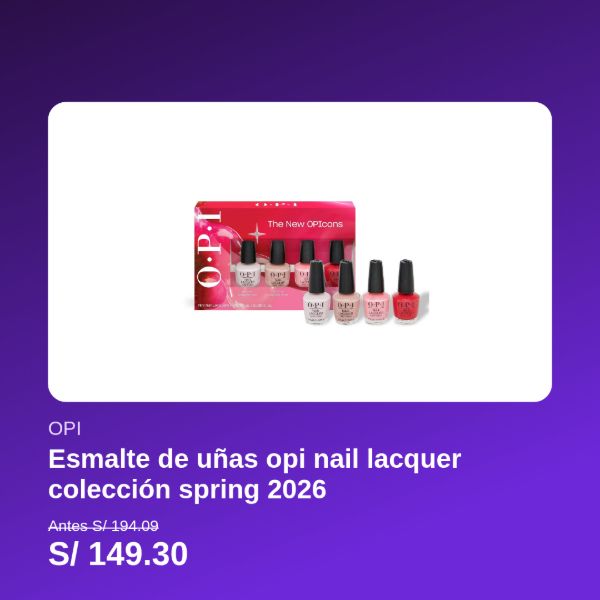 O·P·I
O·P·I
The New OPIcons
O·P·I
O·P·I
O·P·I
O·P·I
O·P·I
O·P·I
O·P·I
O·P·I
OPI
Esmalte de uñas opi nail lacquer
colección spring 2026
Antes S/ 194.09
S/ 149.30